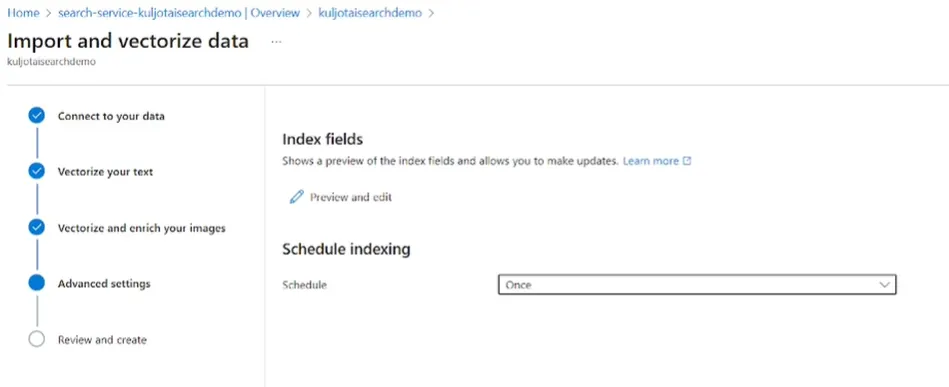 Home > search-service-kuljotaisearchdemo | Overview > kuljotaisearchdemo >
Import and vectorize data ...
kuljotaisearchdemo
Connect to your data
Vectorize your text
Vectorize and enrich your images
Advanced settings
Review and create
Index fields
Shows a preview of the index fields and allows you to make updates. Learn more
Preview and edit
Schedule indexing
Schedule Once